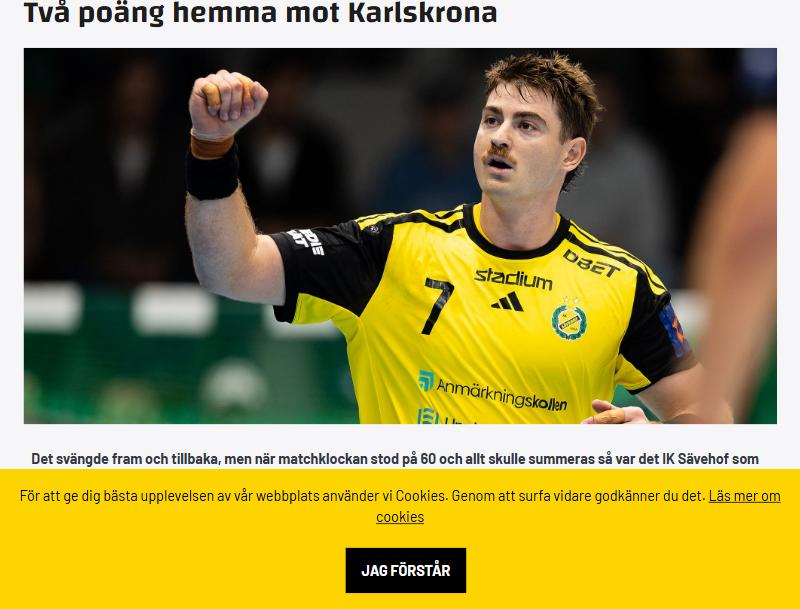 Två poäng hemma mot Karlskrona
stadium
DBET
7
Anmärkningskollen
Det svängde fram och tillbaka, men när matchklockan stod på 60 och allt skulle summeras så var det IK Sävehof som
För att ge dig bästa upplevelsen av vår webbplats använder vi Cookies. Genom att surfa vidare godkänner du det. Läs mer om
cookies
JAG FÖRSTÅR